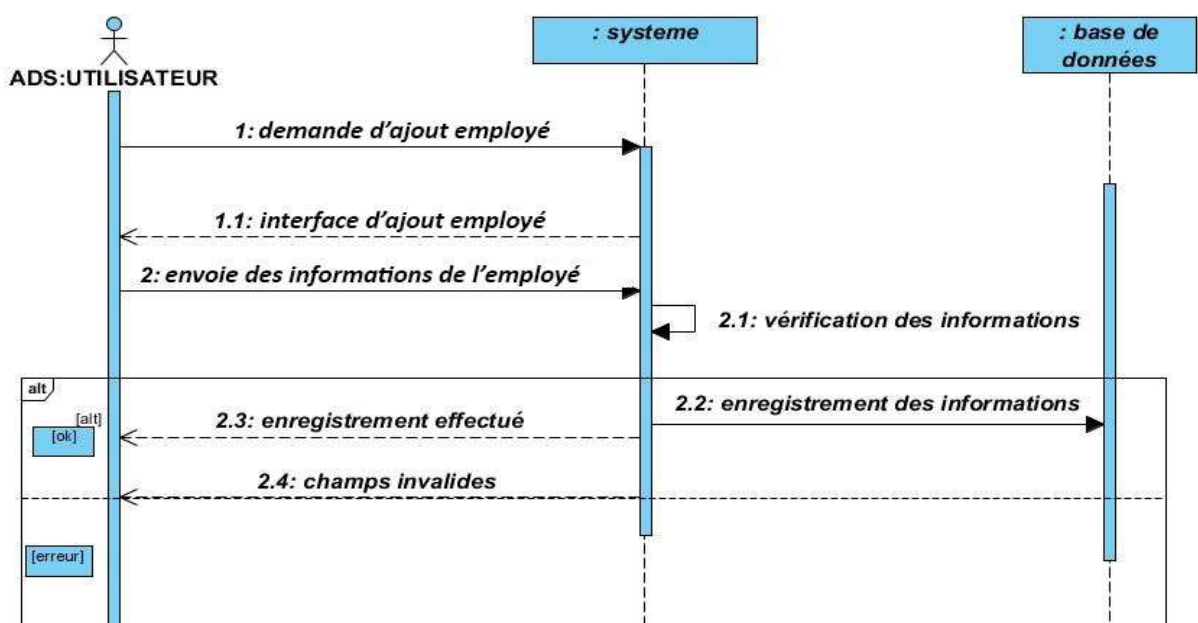 ADS:UTILISATEUR
: systeme
: base de
données
1: demande d'ajout employé
1.1: interface d'ajout employé
2: envoie des informations de l'employé
2.1: vérification des informations
alt
[alt]
[ok]
2.3: enregistrement effectué
2.2: enregistrement des informations
2.4: champs invalides
[erreur]